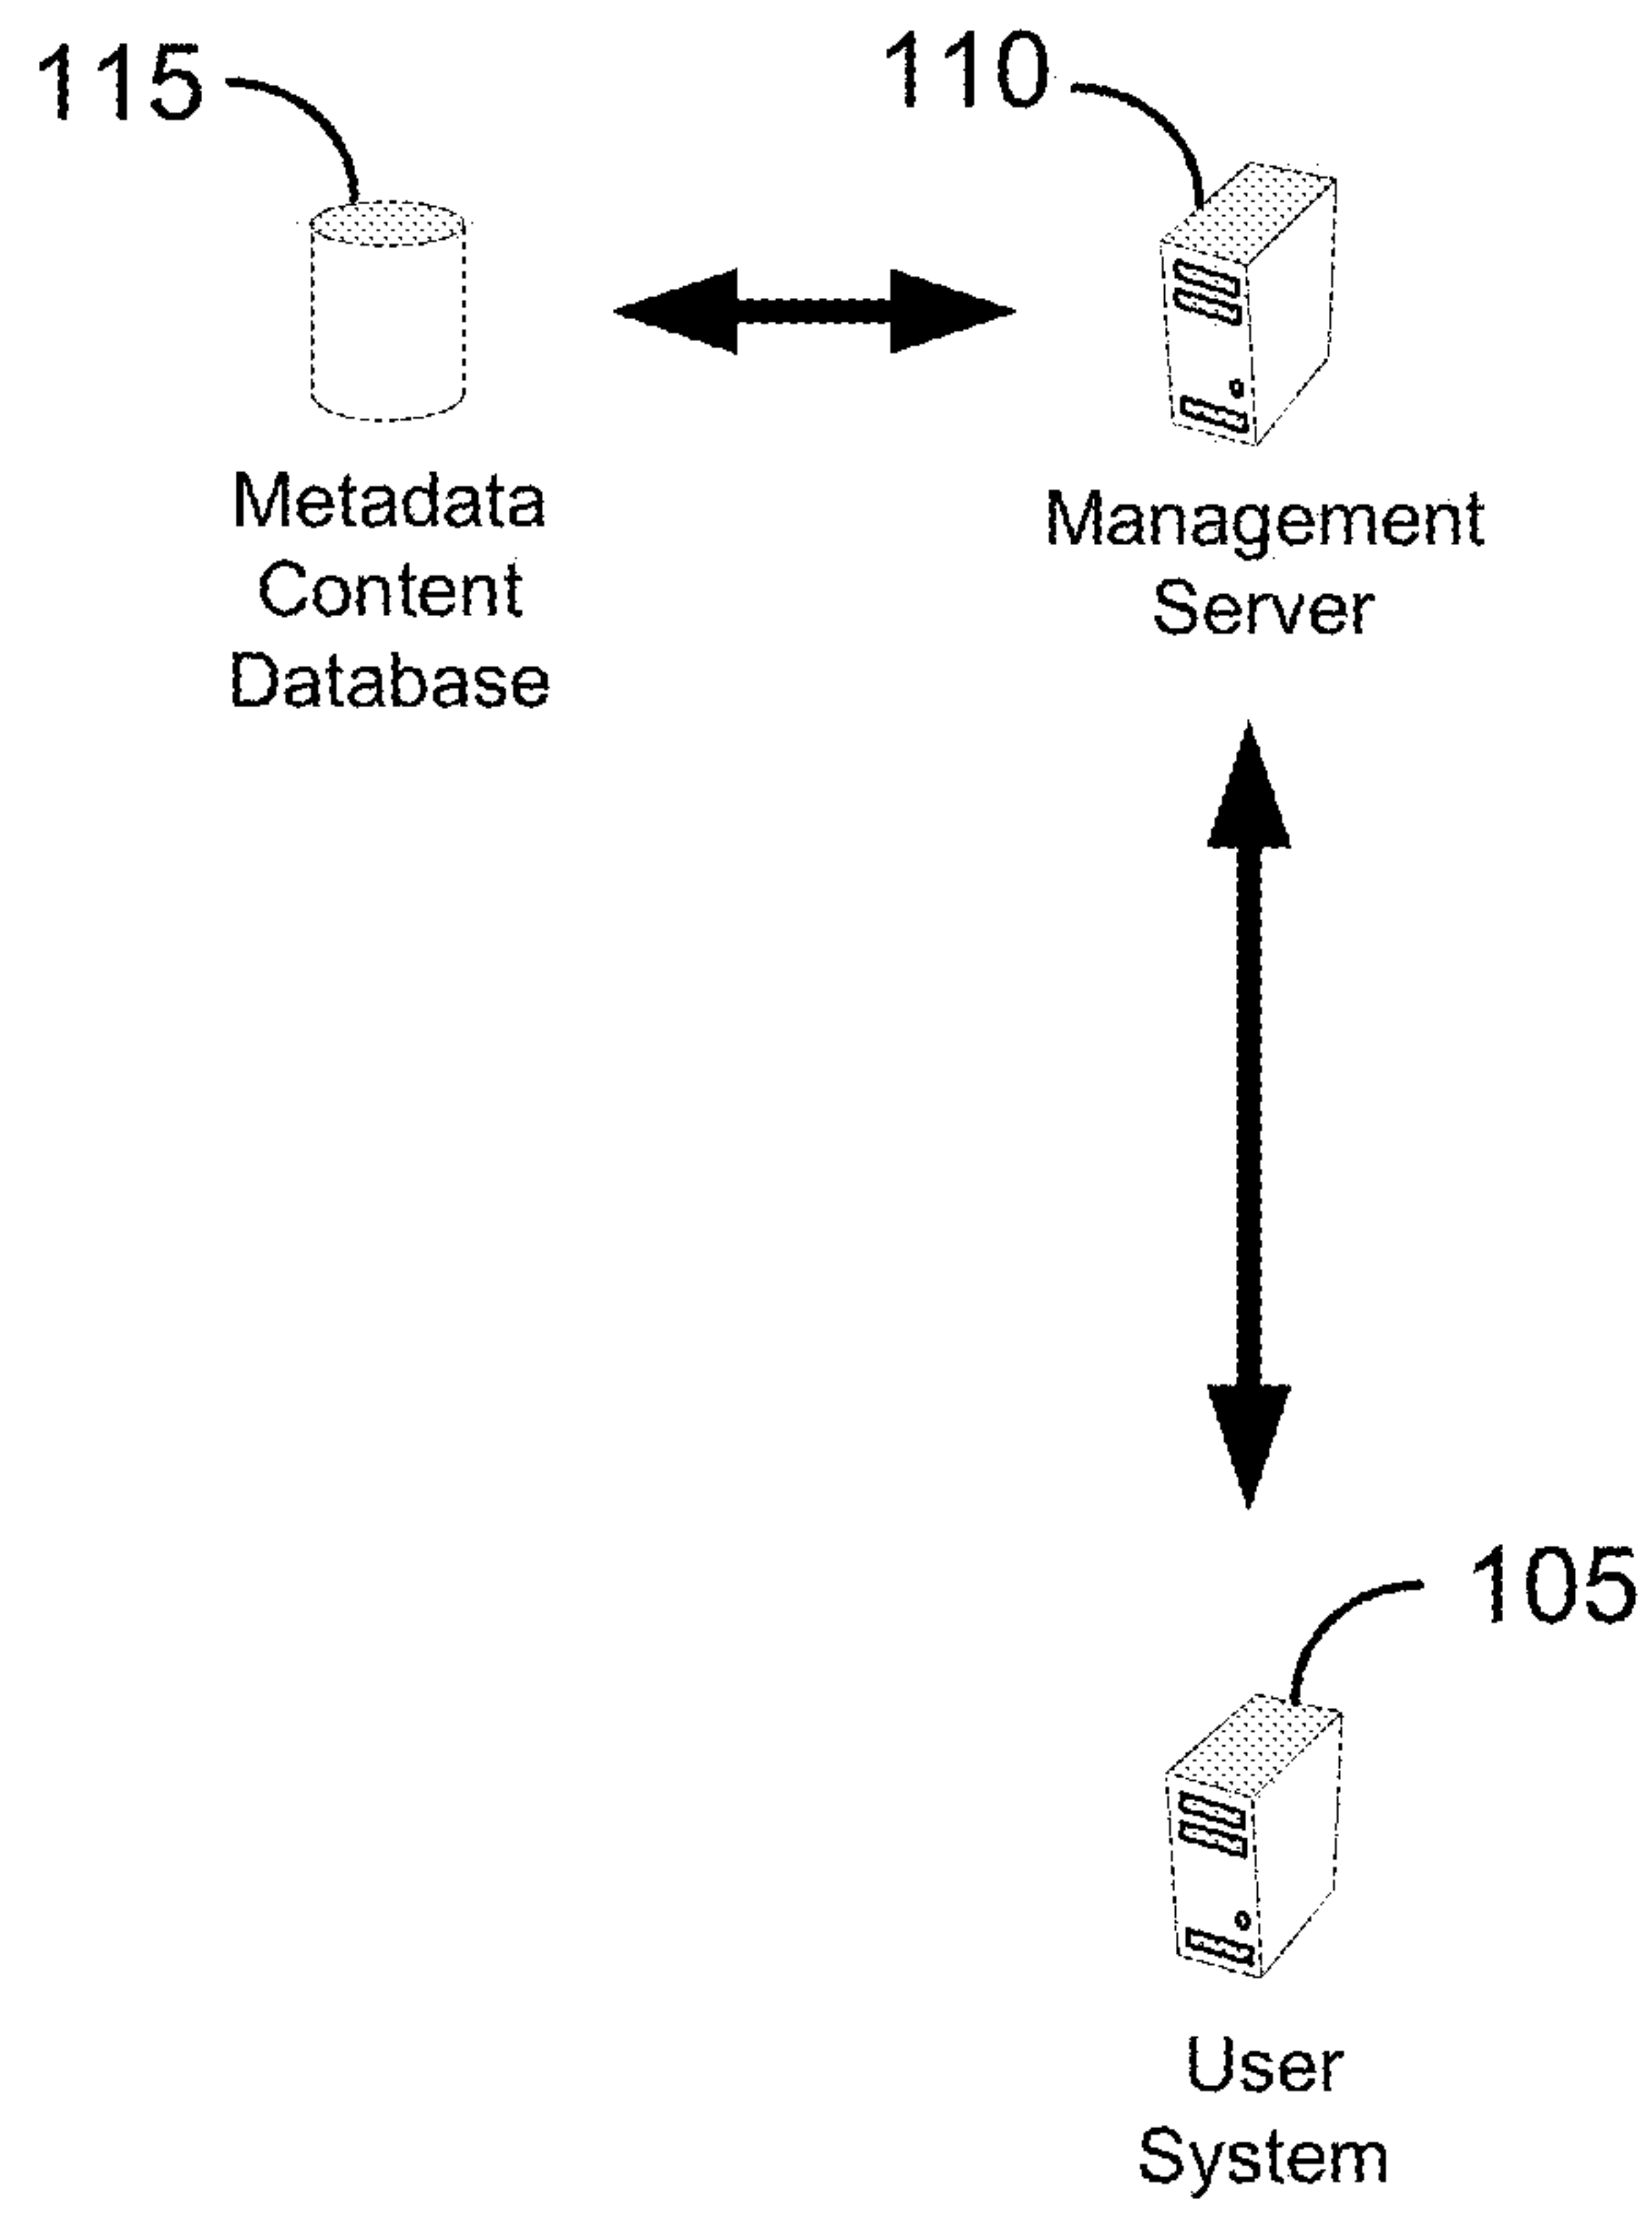 115
110
Metadata
Content
Database
Management
Server
105
User
System